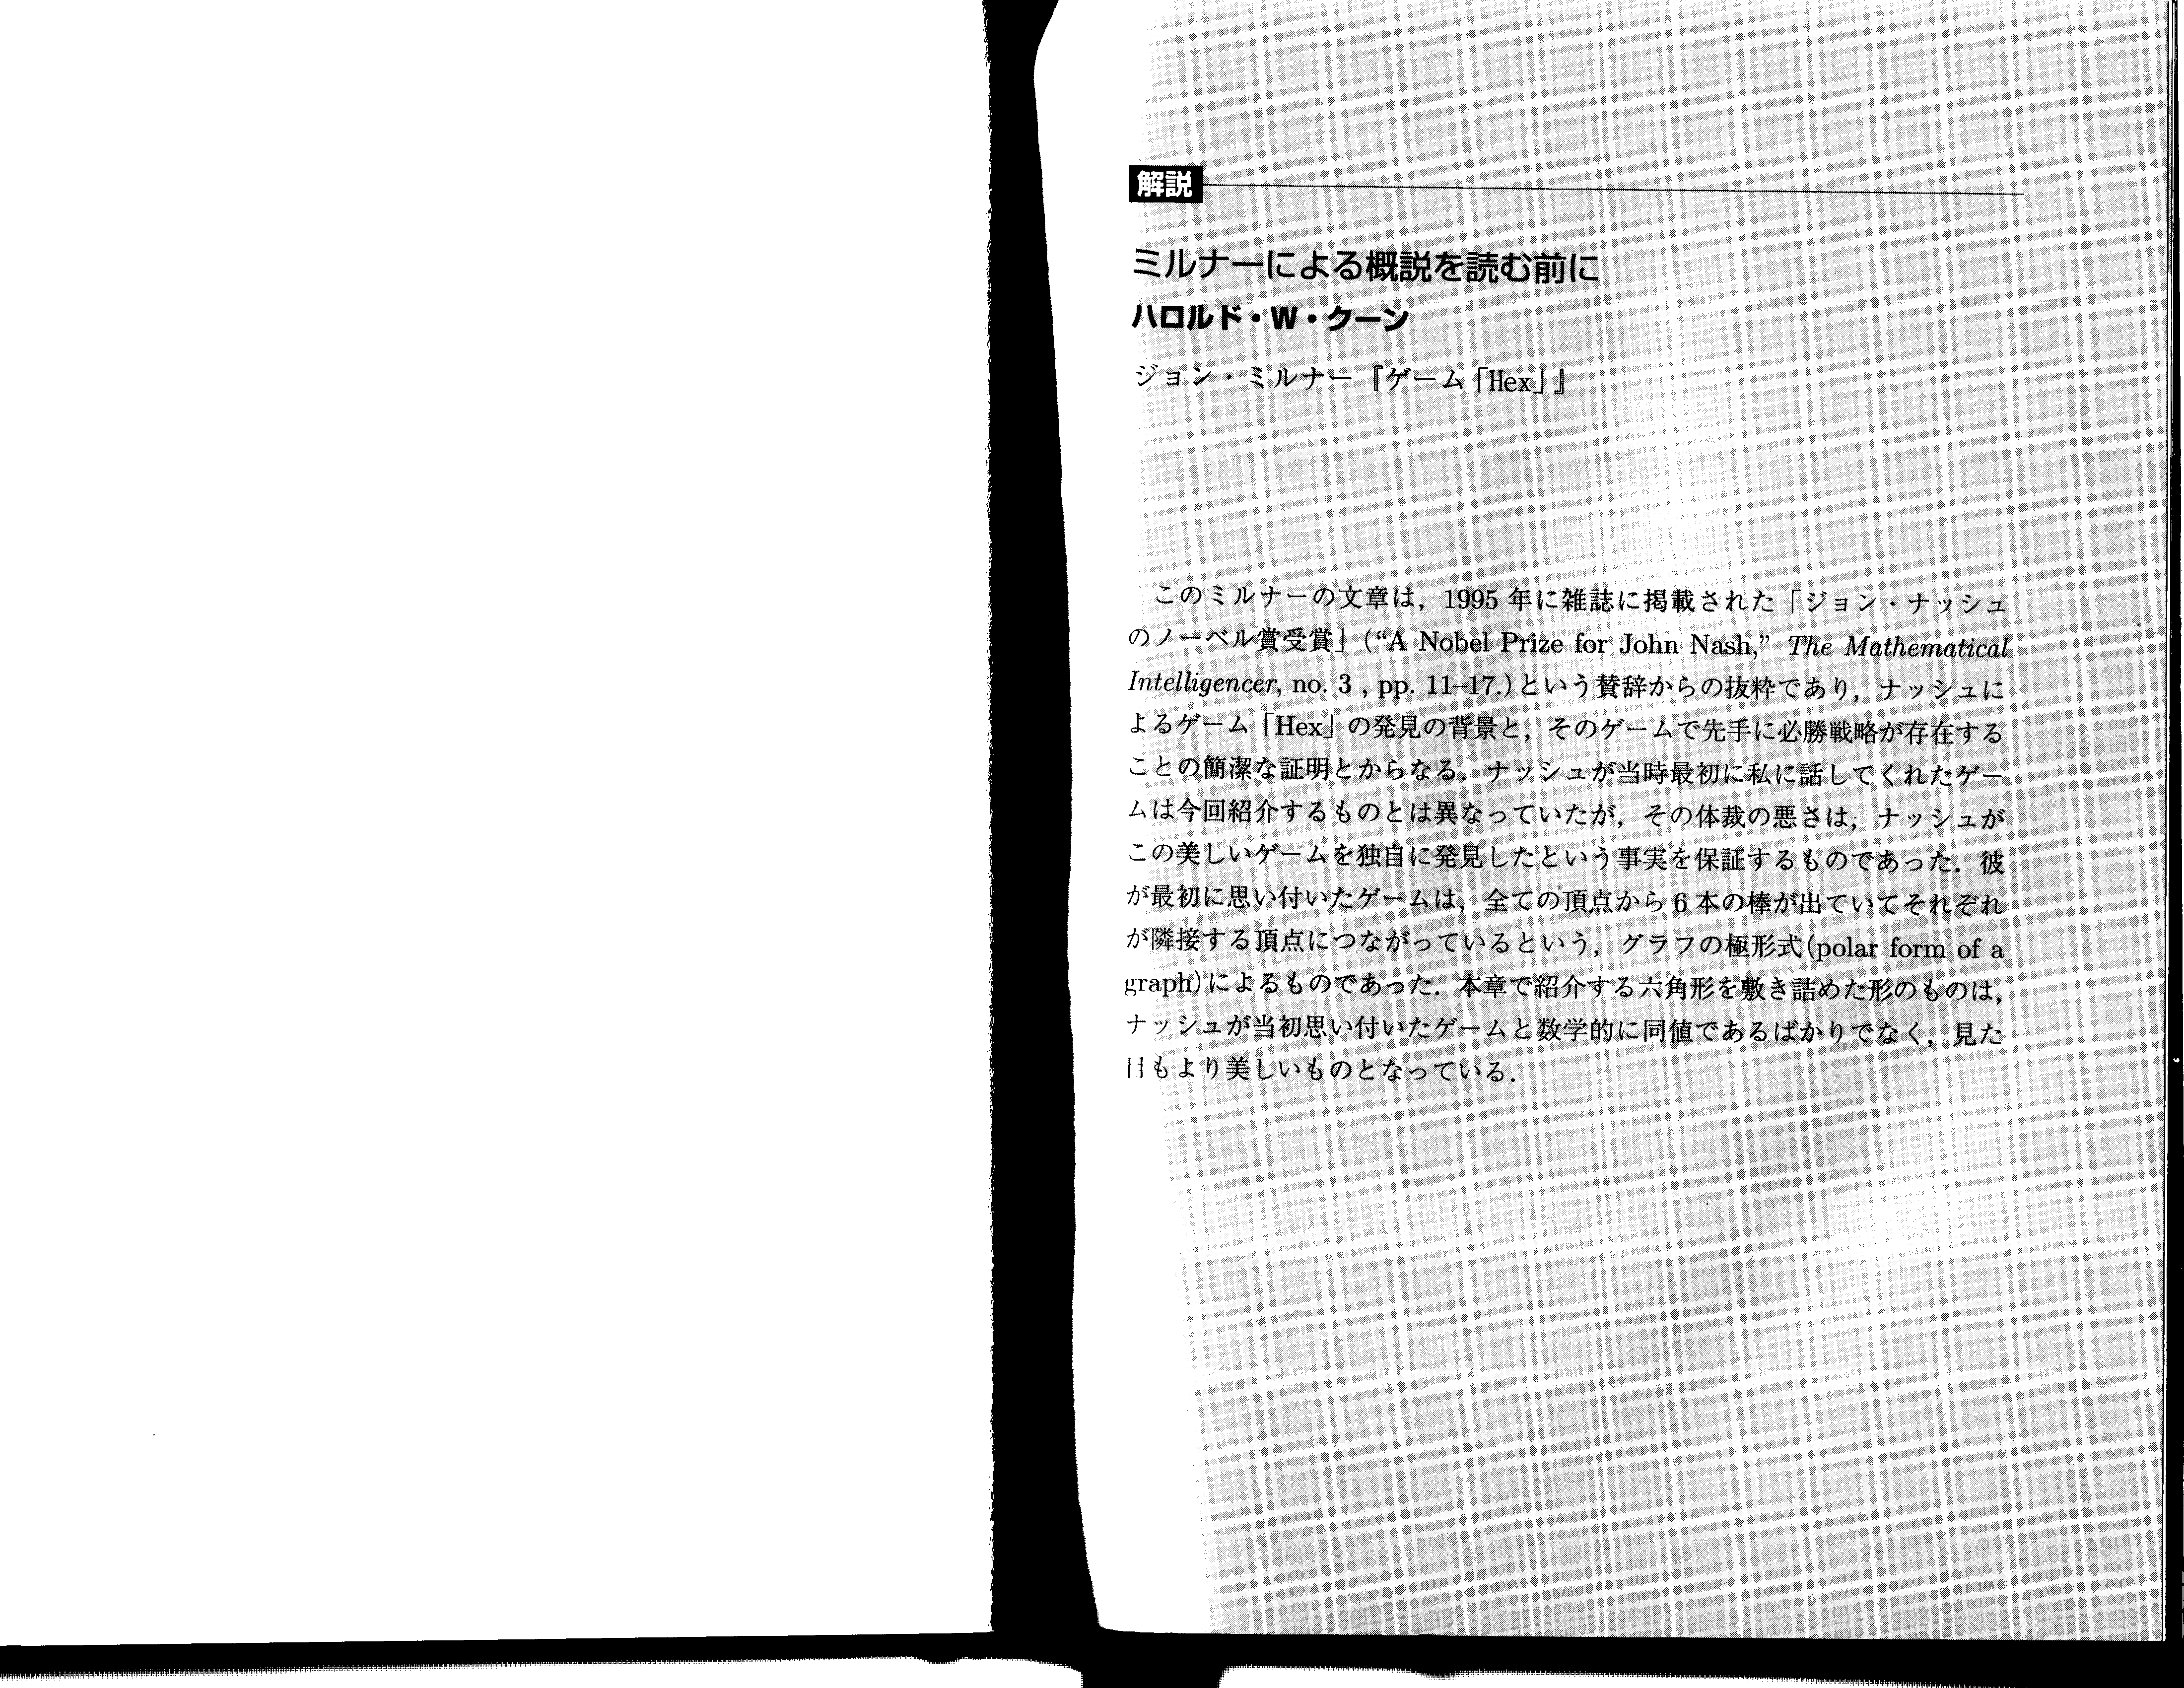 解説
ミルナーによる概説を読む前に
ハロルド・W・クーン
ジョン・ミルナー『ゲーム「Hex」』
このミルナーの文章は，1995 年に雑誌に掲載された「ジョン・ナッシュ
のノーベル賞受賞」(“A Nobel Prize for John Nash,” The Mathematical
Intelligencer, no. 3 , pp. 11–17.)という賛辞からの抜粋であり，ナッシュに
よるゲーム「Hex」の発見の背景と，そのゲームで先手に必勝戦略が存在する
ことの簡潔な証明とからなる．ナッシュが当時最初に私に話してくれたゲー
ムは今回紹介するものとは異なっていたが，その体裁の悪さは，ナッシュが
この美しいゲームを独自に発見したという事実を保証するものであった．彼
が最初に思い付いたゲームは，全ての頂点から 6 本の棒が出ていてそれぞれ
が隣接する頂点につながっているという，グラフの極形式(polar form of a
graph)によるものであった．本章で紹介する六角形を敷き詰めた形のものは，
ナッシュが当初思い付いたゲームと数学的に同値であるばかりでなく，見た
目もより美しいものとなっている．